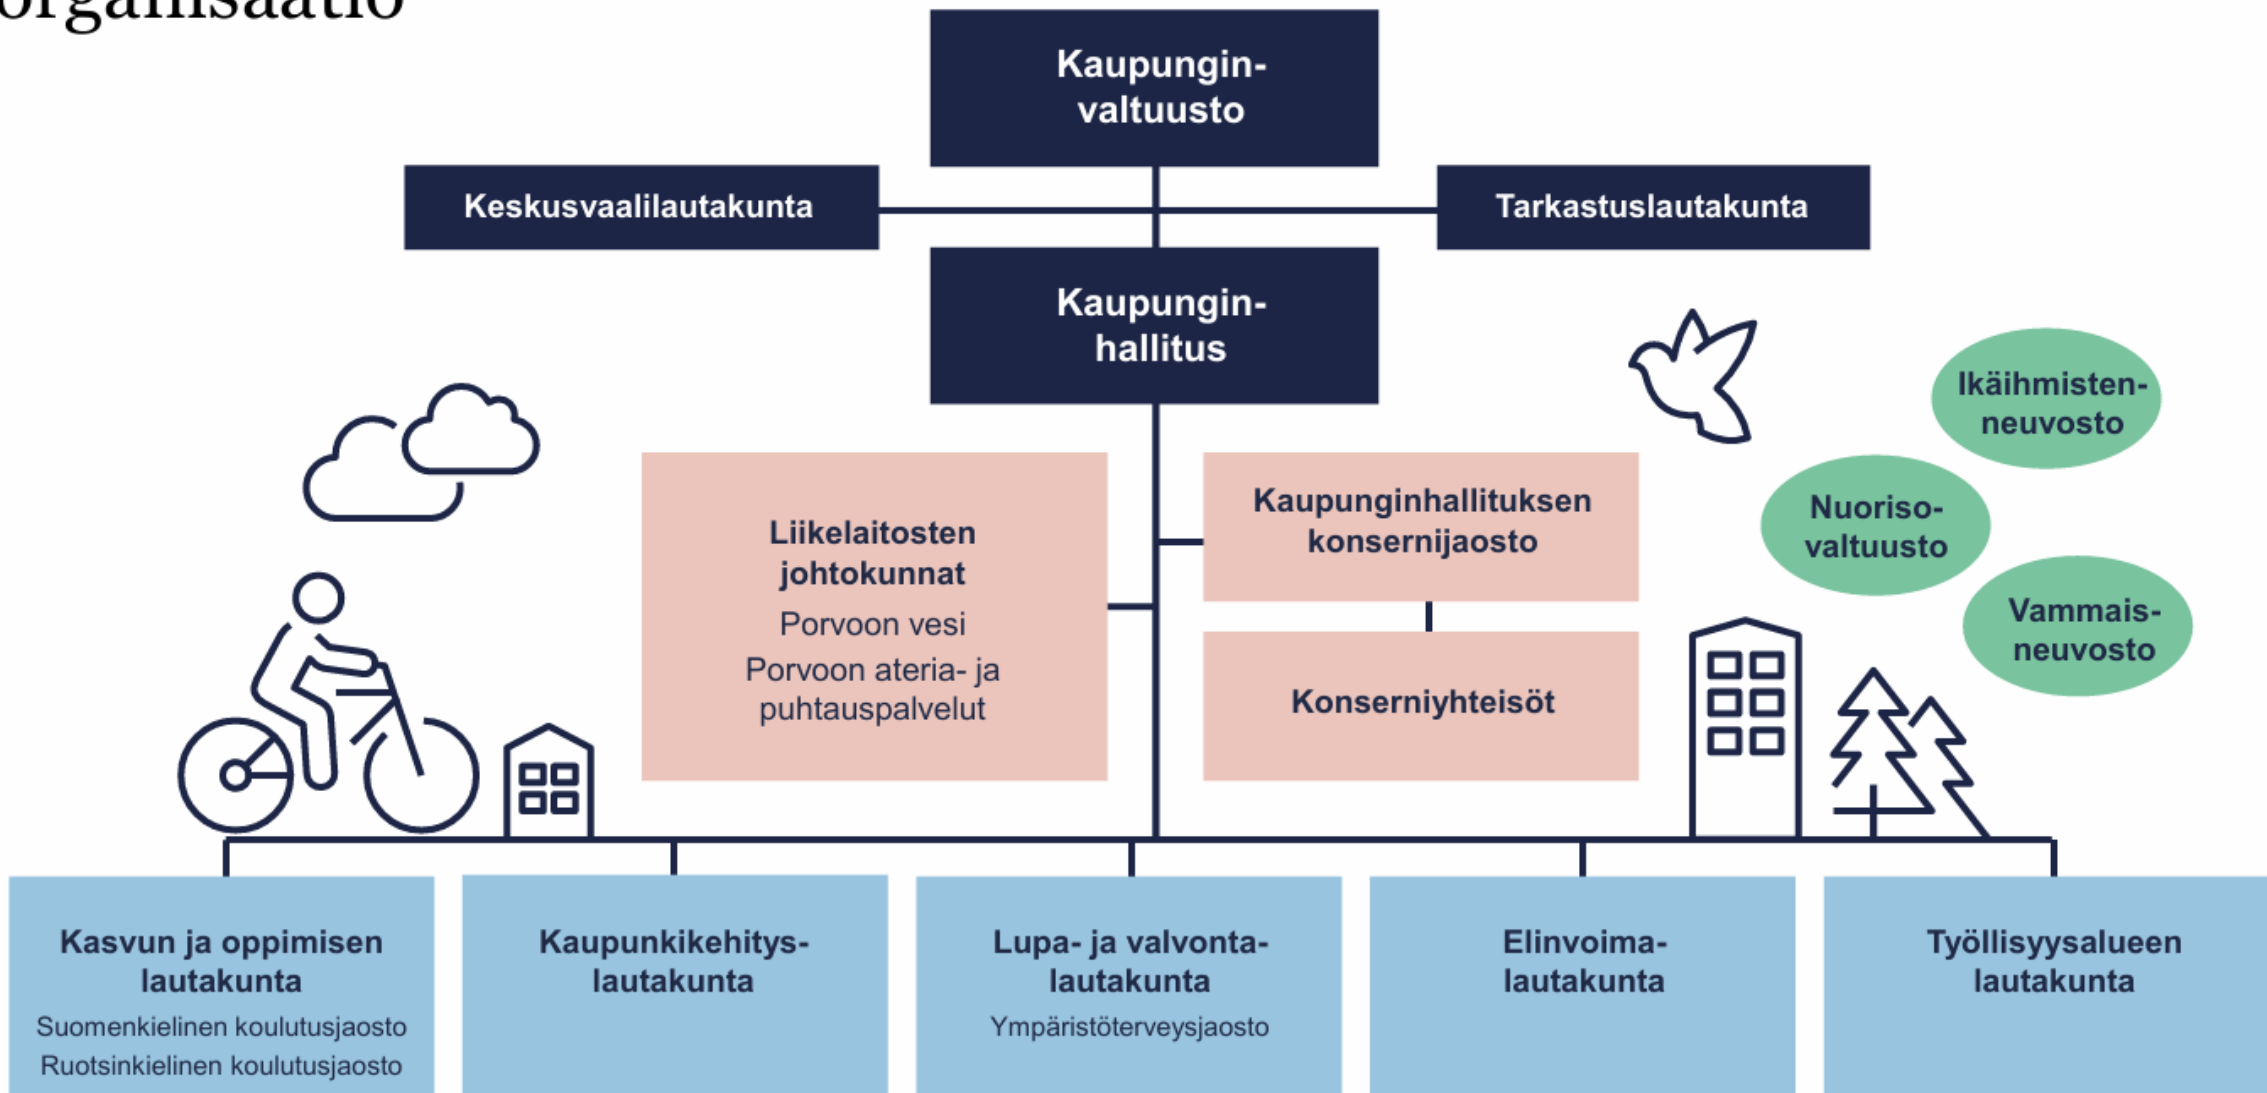 organisaatio
Kaupungin-
valtuusto
Keskusvaalilautakunta
Tarkastuslautakunta
Kaupungin-
hallitus
Ikäihmisten-
neuvosto
Nuoriso-
valtuusto
Vammais-
neuvosto
Liikelaitosten
johtokunnat
Porvoon vesi
Porvoon ateria- ja
puhtauspalvelut
Kaupunginhallituksen
konsernijaosto
Konserniyhteisöt
Kasvun ja oppimisen
lautakunta
Suomenkielinen koulutusjaosto
Ruotsinkielinen koulutusjaosto
Kaupunkikehitys-
lautakunta
Lupa- ja valvonta-
lautakunta
Ympäristöterveysjaosto
Elinvoima-
lautakunta
Työllisyysalueen
lautakunta